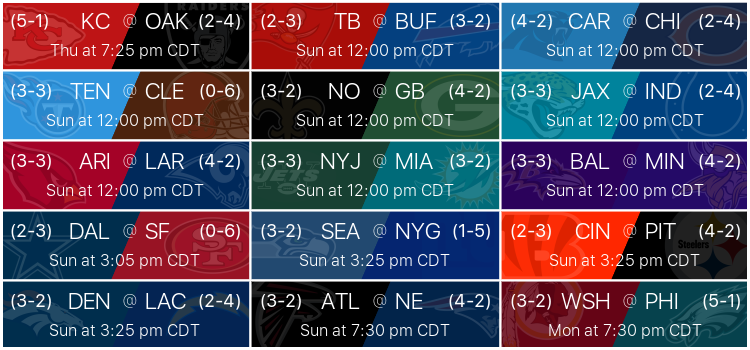 (5-1) KC @ OAK (2-4)
Thu at 7:25 pm CDT
(2-3) TB @ BUF (3-2)
Sun at 12:00 pm CDT
(4-2) CAR @ CHI (2-4)
Sun at 12:00 pm CDT
(3-3) TEN @ CLE (0-6)
Sun at 12:00 pm CDT
(3-2) NO @ GB (4-2)
Sun at 12:00 pm CDT
(3-3) JAX @ IND (2-4)
Sun at 12:00 pm CDT
(3-3) ARI @ LAR (4-2)
Sun at 12:00 pm CDT
(3-3) NYJ @ MIA (3-2)
Sun at 12:00 pm CDT
(3-3) BAL @ MIN (4-2)
Sun at 12:00 pm CDT
(2-3) DAL @ SF (0-6)
Sun at 3:05 pm CDT
(3-2) SEA @ NYG (1-5)
Sun at 3:25 pm CDT
(2-3) CIN @ PIT (4-2)
Steelers
Sun at 3:25 pm CDT
(3-2) DEN @ LAC (2-4)
Sun at 3:25 pm CDT
(3-2) ATL @ NE (4-2)
Sun at 7:30 pm CDT
(3-2) WSH @ PHI (5-1)
Mon at 7:30 pm CDT